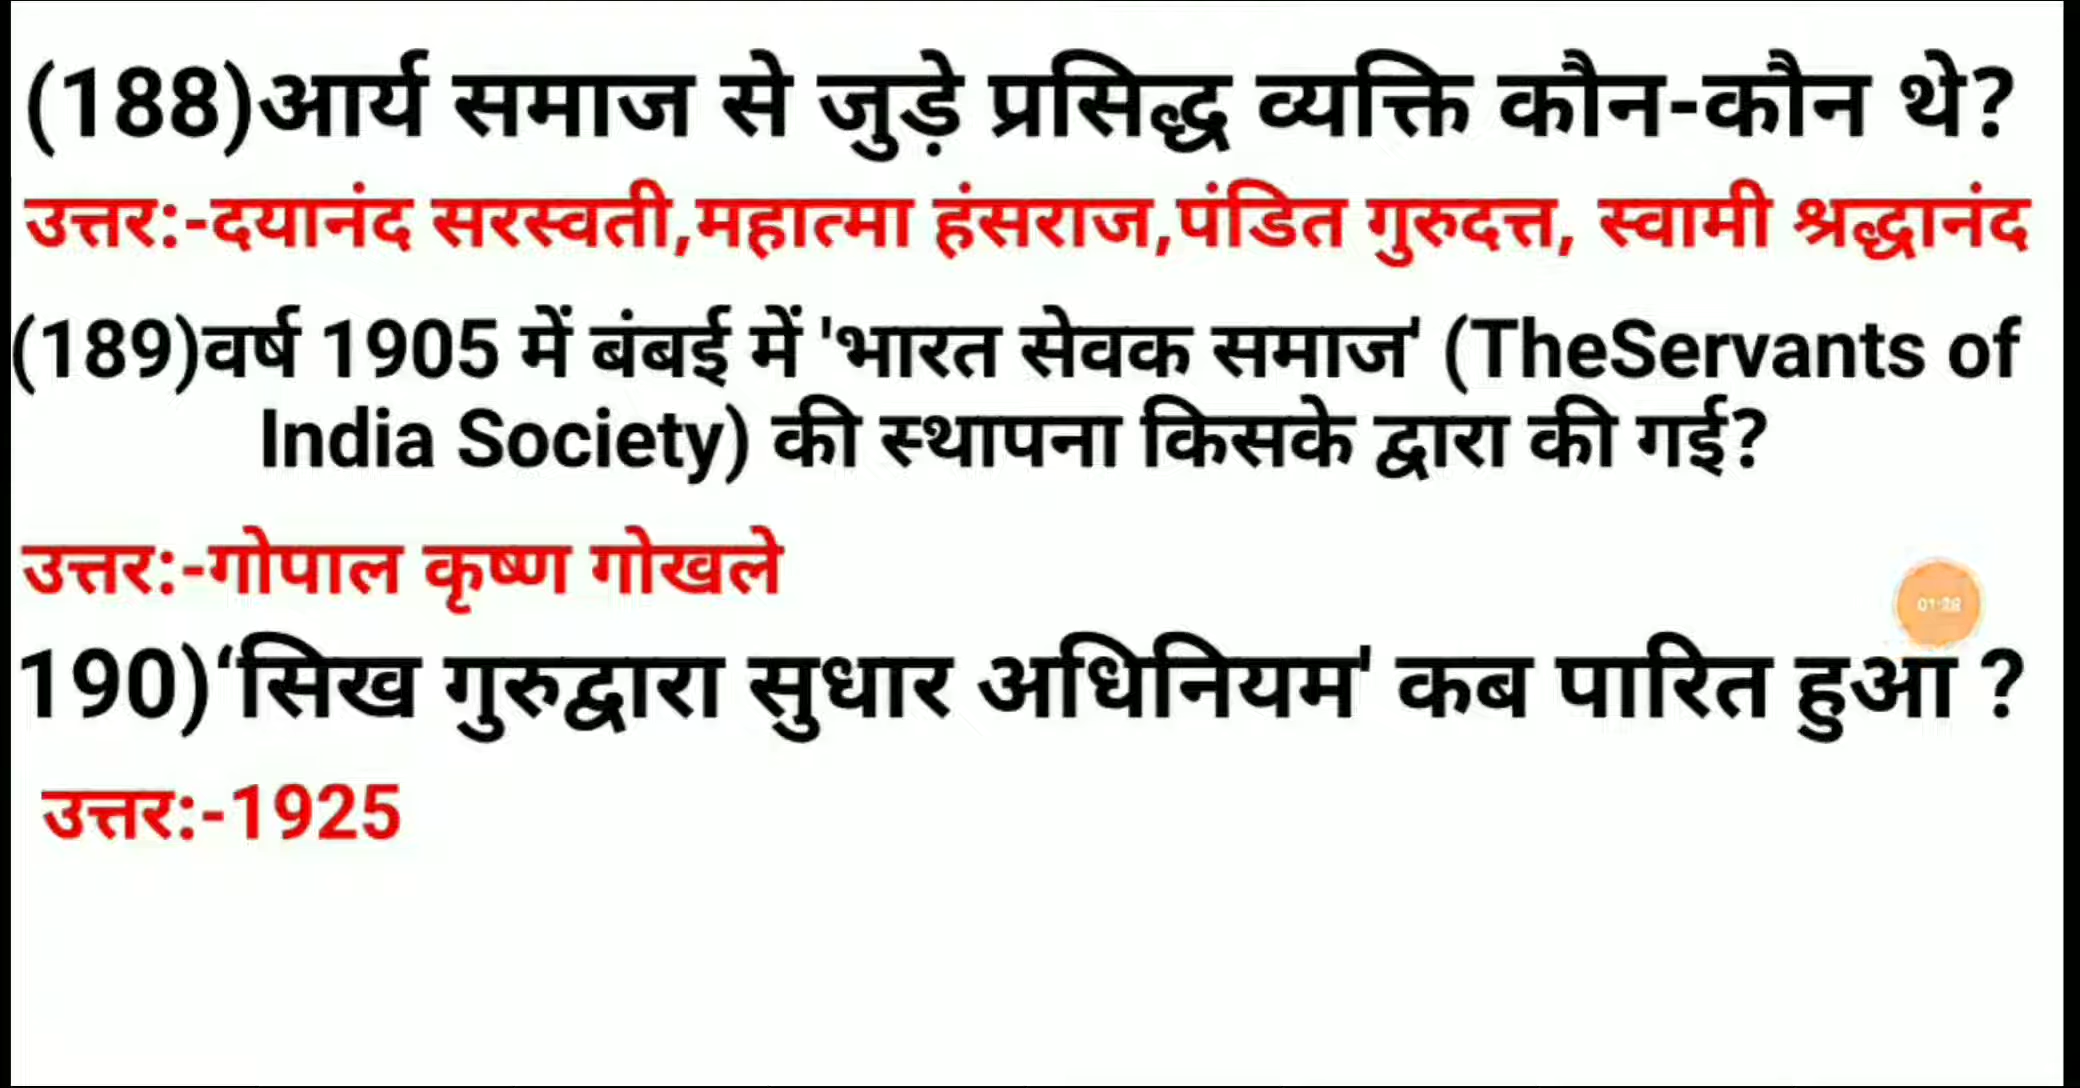 (188)आर्य समाज से जुड़े प्रसिद्ध व्यक्ति कौन-कौन थे?
उत्तर:-दयानंद सरस्वती,महात्मा हंसराज,पंडित गुरुदत्त, स्वामी श्रद्धानंद
(189)वर्ष 1905 में बंबई में 'भारत सेवक समाज' (TheServants of
India Society) की स्थापना किसके द्वारा की गई?
उत्तर:-गोपाल कृष्ण गोखले
01:28
190)‘सिख गुरुद्वारा सुधार अधिनियम' कब पारित हुआ ?
उत्तर:-1925